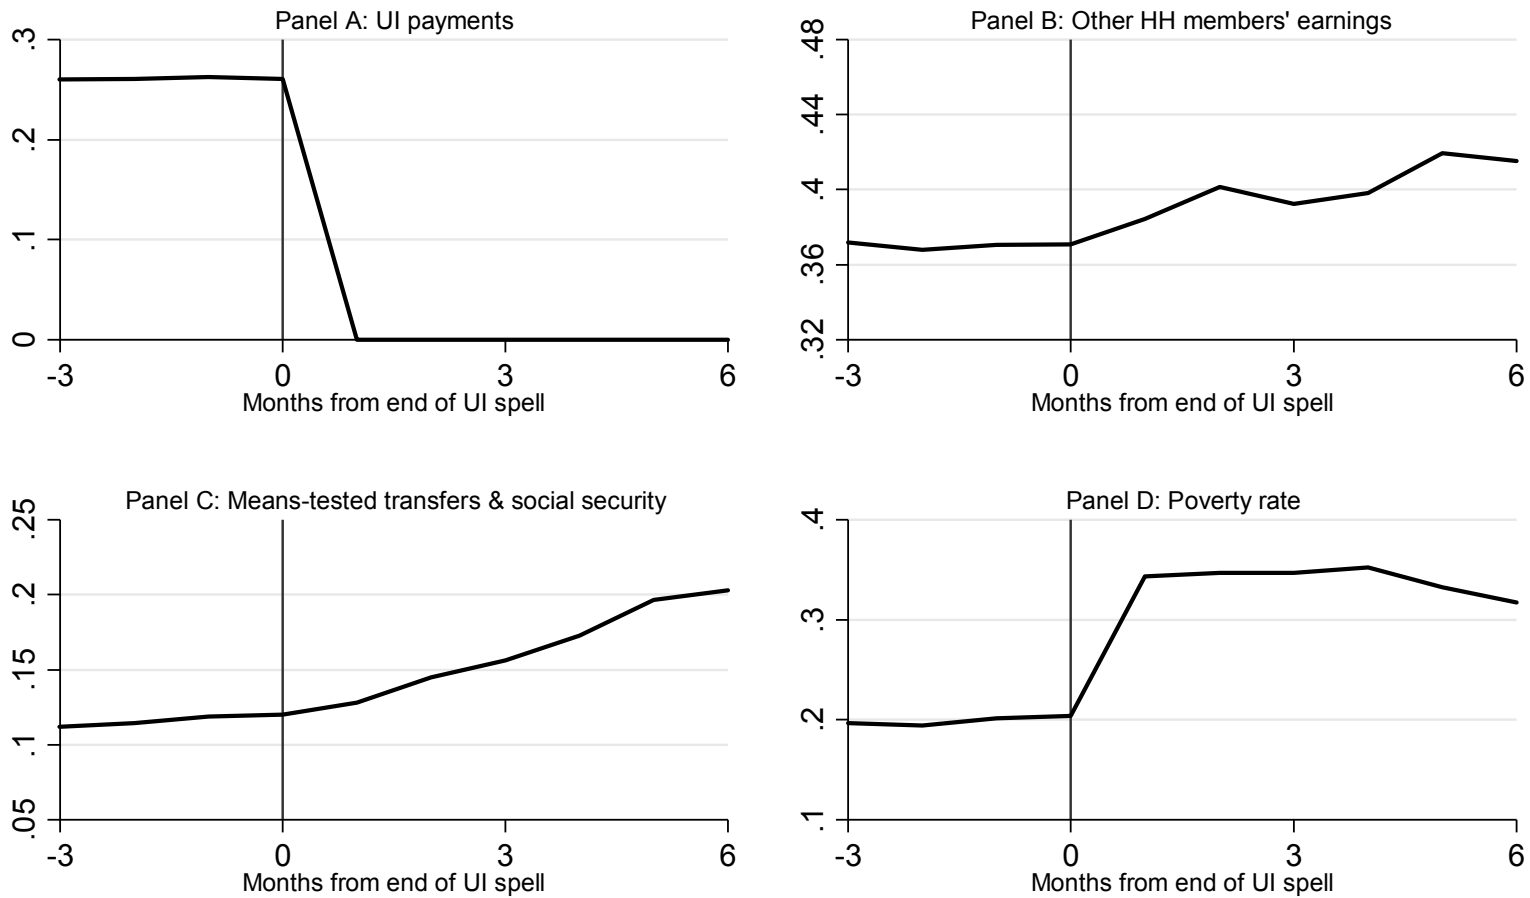 Panel A: UI payments
.3
.2
.1
0
-3 0 3 6
Months from end of UI spell
Panel B: Other HH members' earnings
.48
.44
.4
.36
.32
-3 0 3 6
Months from end of UI spell
Panel C: Means-tested transfers & social security
.25
.2
.15
.1
.05
-3 0 3 6
Months from end of UI spell
Panel D: Poverty rate
.4
.3
.2
.1
-3 0 3 6
Months from end of UI spell